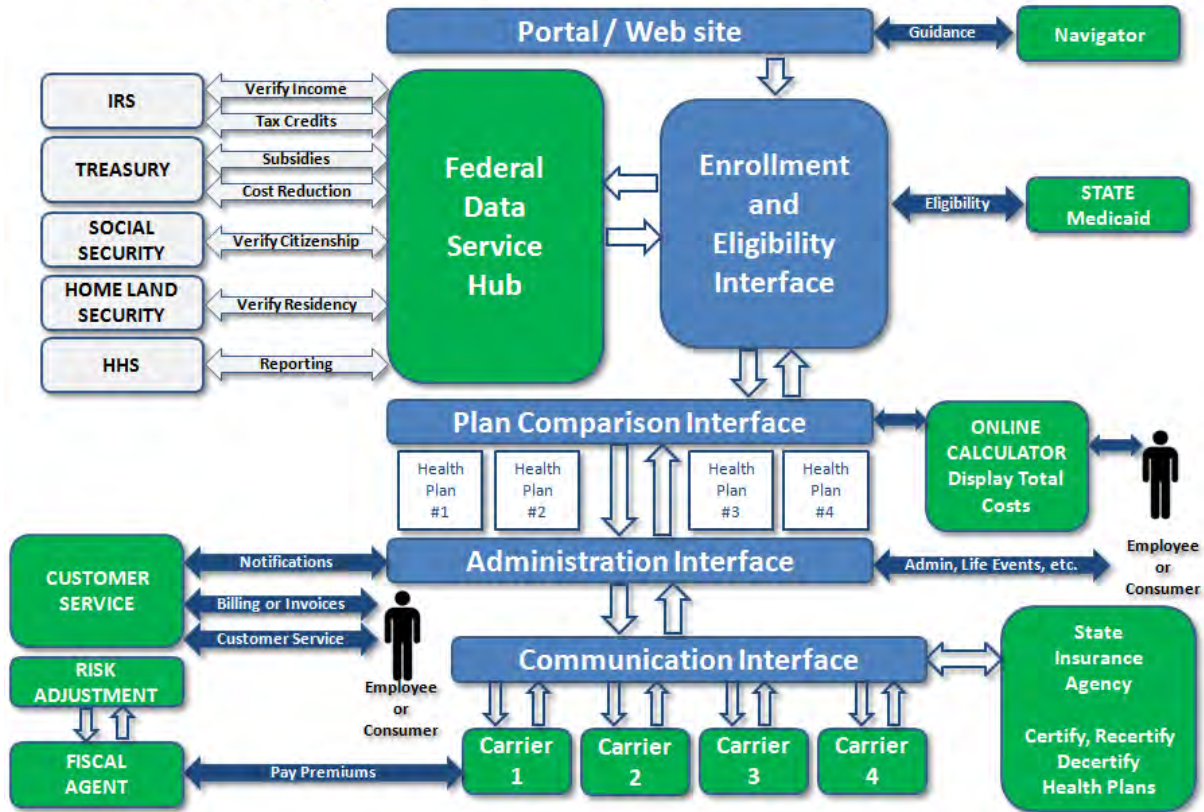 Portal / Web site
Guidance
Navigator
IRS
Verify Income
Tax Credits
TREASURY
Subsidies
Cost Reduction
SOCIAL
SECURITY
Verify Citizenship
HOME LAND
SECURITY
Verify Residency
HHS
Reporting
Federal
Data
Service
Hub
Enrollment
and
Eligibility
Interface
Eligibility
STATE
Medicaid
Plan Comparison Interface
ONLINE
CALCULATOR
Display Total
Costs
Health
Plan
#1
Health
Plan
#2
Health
Plan
#3
Health
Plan
#4
Employee
or
Consumer
Administration Interface
Admin, Life Events, etc.
CUSTOMER
SERVICE
Notifications
Billing or Invoices
Customer Service
Employee
or
Consumer
RISK
ADJUSTMENT
FISCAL
AGENT
Pay Premiums
Communication Interface
Carrier
1
Carrier
2
Carrier
3
Carrier
4
State
Insurance
Agency
Certify, Recertify
Decertify
Health Plans